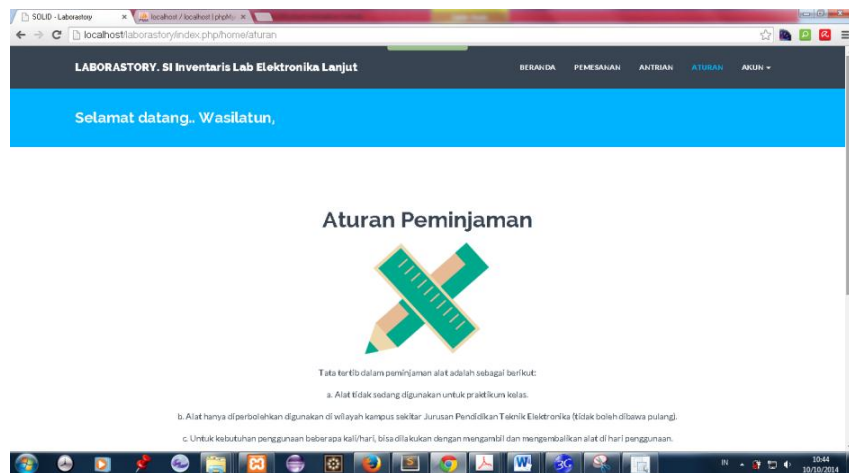 SOLID - Laborastory
localhost / localhost | phpMy
localhost/laborastory/index.php/home/aturan
LABORASTORY. SI Inventaris Lab Elektronika Lanjut
BERANDA PEMESANAN ANTRIAN ATURAN AKUN
Selamat datang.. Wasilatun,
Aturan Peminjaman
Tata tertib dalam peminjaman alat adalah sebagai berikut:
a. Alat tidak sedang digunakan untuk praktikum kelas.
b. Alat hanya diperbolehkan digunakan di wilayah kampus sekitar Jurusan Pendidikan Teknik Elektronika (tidak boleh dibawa pulang).
c. Untuk kebutuhan penggunaan beberapa kali/hari, bisa dilakukan dengan mengambil dan mengembalikan alat di hari penggunaan.
IN
10:44
10/10/2014